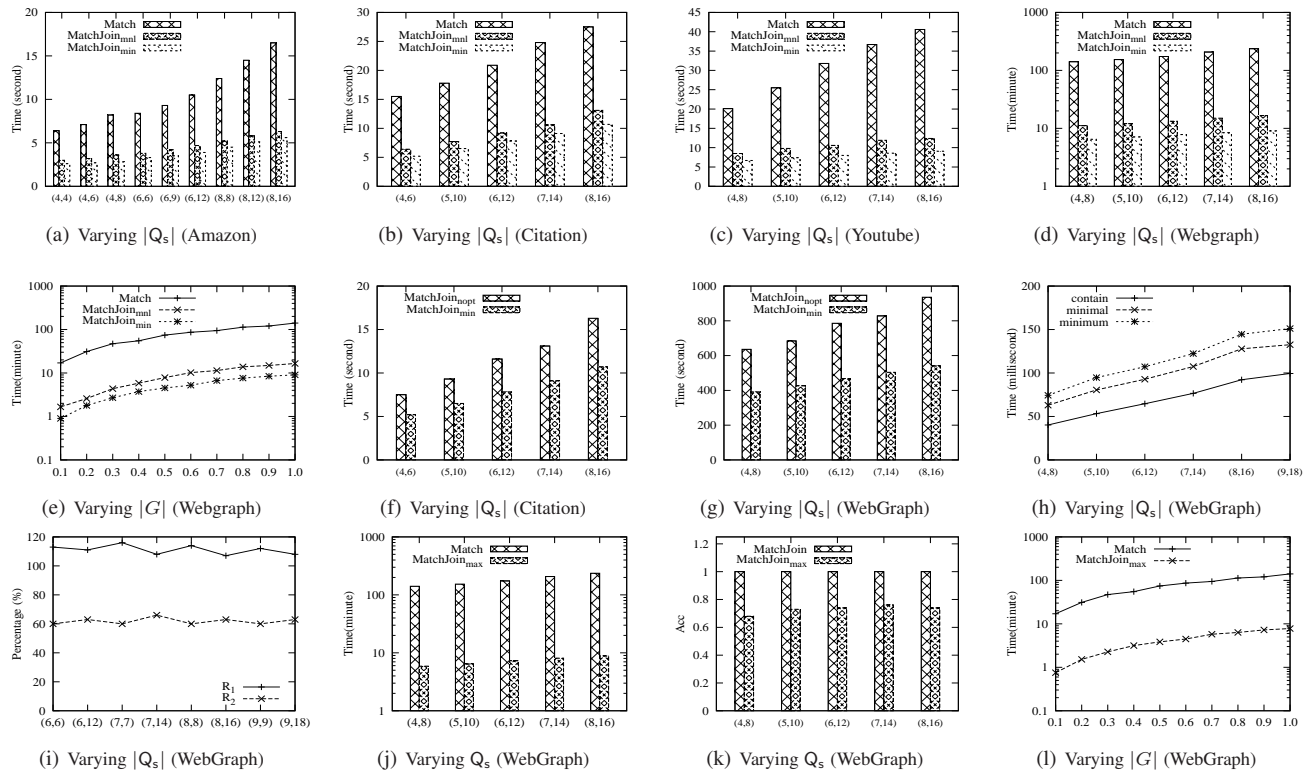 20
15
10
5
0
Time (second)
Match
MatchJoin_mnl
MatchJoin_min
(4,4) (4,6) (4,8) (6,6) (6,9) (6,12) (8,8) (8,12) (8,16)
(a) Varying |Q_s| (Amazon)
30
25
20
15
10
5
0
Time (second)
Match
MatchJoin_mnl
MatchJoin_min
(4,6) (5,10) (6,12) (7,14) (8,16)
(b) Varying |Q_s| (Citation)
45
40
35
30
25
20
15
10
5
0
Time (second)
Match
MatchJoin_mnl
MatchJoin_min
(4,8) (5,10) (6,12) (7,14) (8,16)
(c) Varying |Q_s| (Youtube)
1000
100
10
1
Time(minute)
Match
MatchJoin_mnl
MatchJoin_min
(4,8) (5,10) (6,12) (7,14) (8,16)
(d) Varying |Q_s| (Webgraph)
1000
100
10
1
0.1
Time(minute)
Match
MatchJoin_mnl
MatchJoin_min
0.1 0.2 0.3 0.4 0.5 0.6 0.7 0.8 0.9 1.0
(e) Varying |G| (Webgraph)
20
15
10
5
0
Time (second)
MatchJoin_nopt
MatchJoin_min
(4,6) (5,10) (6,12) (7,14) (8,16)
(f) Varying |Q_s| (Citation)
1000
800
600
400
200
0
Time (second)
MatchJoin_nopt
MatchJoin_min
(4,8) (5,10) (6,12) (7,14) (8,16)
(g) Varying |Q_s| (WebGraph)
200
150
100
50
0
Time (millisecond)
contain
minimal
minimum
(4,8) (5,10) (6,12) (7,14) (8,16) (9,18)
(h) Varying |Q_s| (WebGraph)
120
100
80
60
40
20
0
Percentage (%)
R_1
R_2
(6,6) (6,12) (7,7) (7,14) (8,8) (8,16) (9,9) (9,18)
(i) Varying |Q_s| (WebGraph)
1000
100
10
1
Time(minute)
Match
MatchJoin_max
(4,8) (5,10) (6,12) (7,14) (8,16)
(j) Varying Q_s (WebGraph)
1.2
1
0.8
0.6
0.4
0.2
0
Acc
MatchJoin
MatchJoin_max
(4,8) (5,10) (6,12) (7,14) (8,16)
(k) Varying Q_s (WebGraph)
1000
100
10
1
0.1
Time(minute)
Match
MatchJoin_max
0.1 0.2 0.3 0.4 0.5 0.6 0.7 0.8 0.9 1.0
(l) Varying |G| (WebGraph)